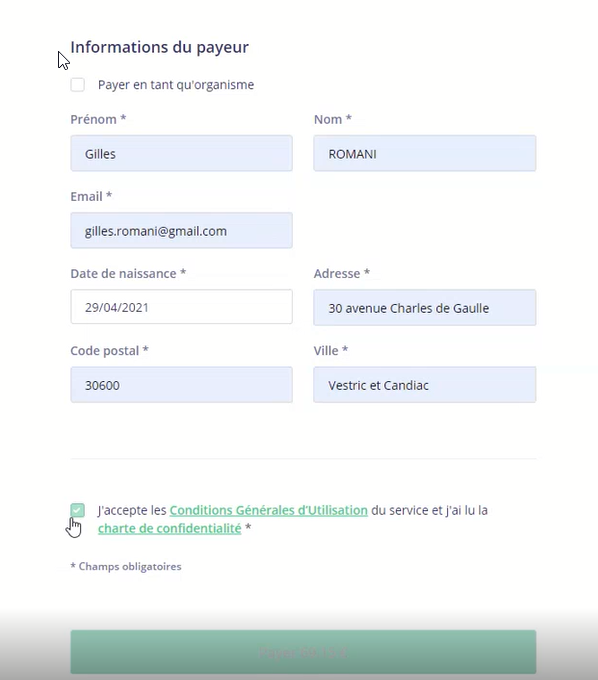 Informations du payeur
Payer en tant qu'organisme
Prénom * Nom *
Gilles ROMANI
Email *
gilles.romani@gmail.com
Date de naissance * Adresse *
29/04/2021 30 avenue Charles de Gaulle
Code postal * Ville *
30600 Vestric et Candiac
J'accepte les Conditions Générales d'Utilisation du service et j'ai lu la
charte de confidentialité *
* Champs obligatoires